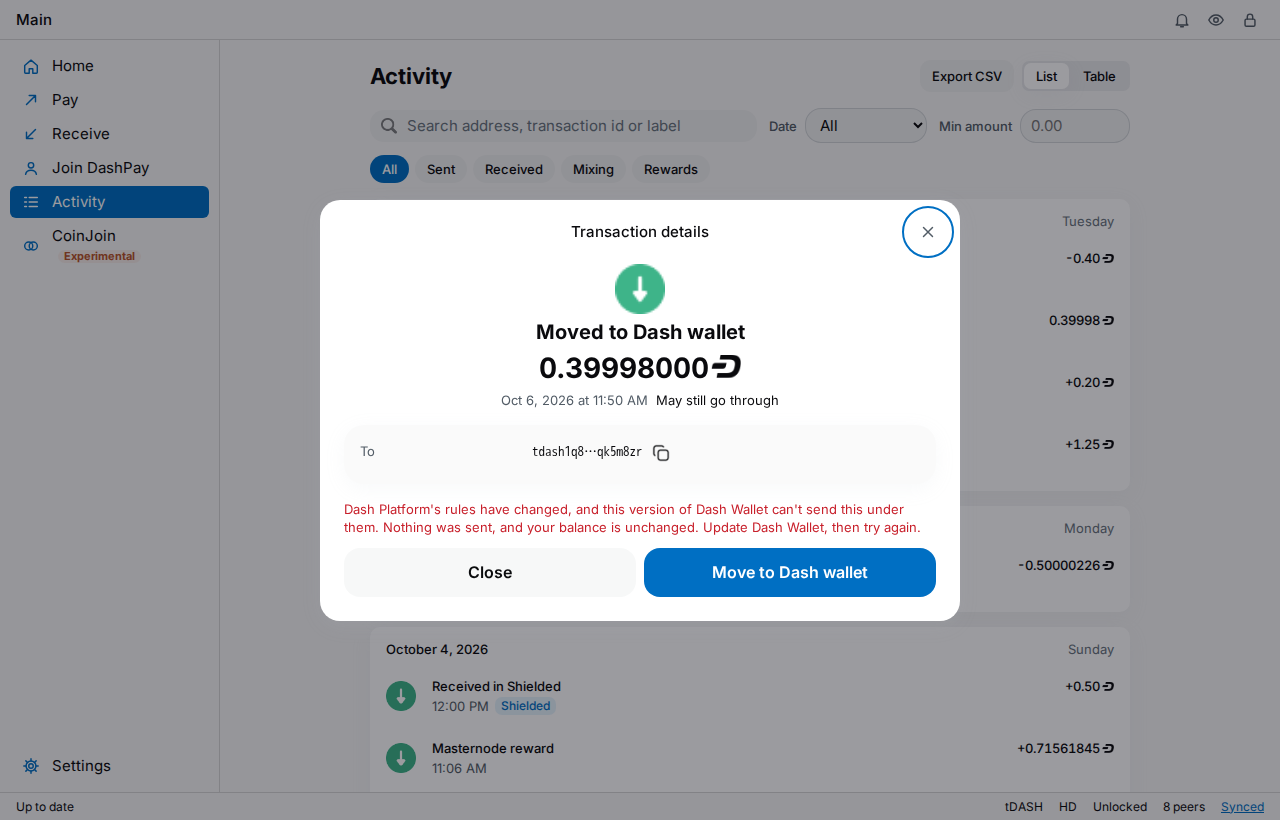 Main
Home
Pay
Receive
Join DashPay
Activity
CoinJoin
Experimental
Settings
Activity
Export CSV
List
Table
Search address, transaction id or label
Date
All
Min amount
0.00
All
Sent
Received
Mixing
Rewards
Tuesday
-0.40
0.39998
+0.20
+1.25
Monday
-0.50000226
Transaction details
Moved to Dash wallet
0.39998000
Oct 6, 2026 at 11:50 AM May still go through
To
tdash1q8⋯qk5m8zr
Dash Platform's rules have changed, and this version of Dash Wallet can't send this under
them. Nothing was sent, and your balance is unchanged. Update Dash Wallet, then try again.
Close
Move to Dash wallet
October 4, 2026
Sunday
Received in Shielded
+0.50
12:00 PM
Shielded
Masternode reward
+0.71561845
11:06 AM
Up to date
tDASH
HD
Unlocked
8 peers
Synced